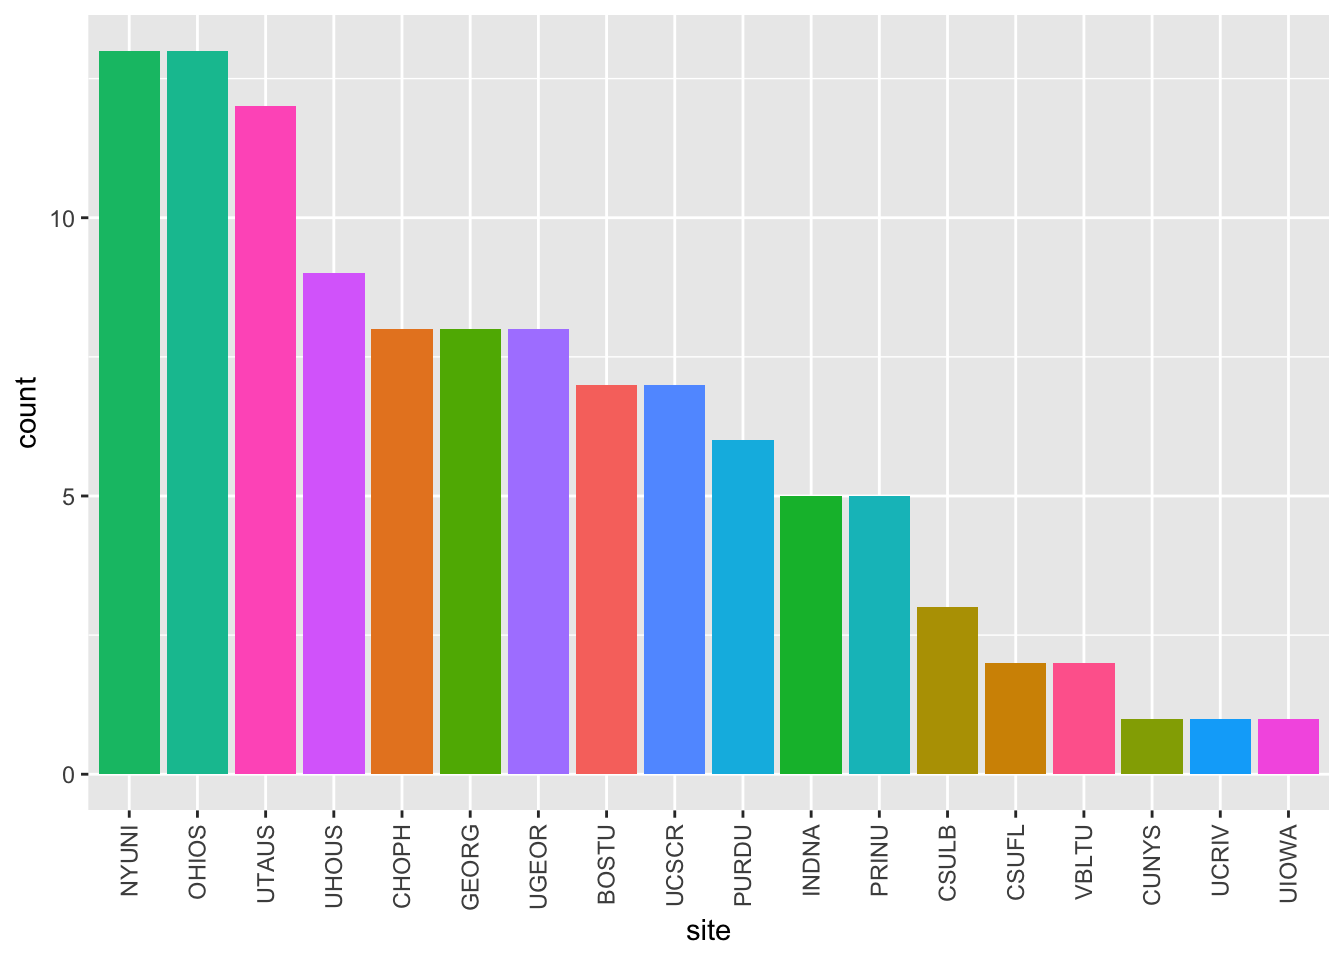 count
10
5
0
NYUNI
OHIOS
UTAUS
UHOUS
CHOPH
GEORG
UGEOR
BOSTU
UCSCR
PURDU
INDNA
PRINU
CSULB
CSUFL
VBLTU
CUNYS
UCRIV
UIOWA
site